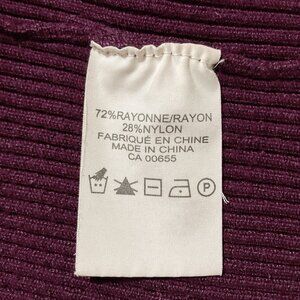 72%RAYONNE/RAYON
28%NYLON
FABRIQUÉ EN CHINE
MADE IN CHINA
CA 00655
P